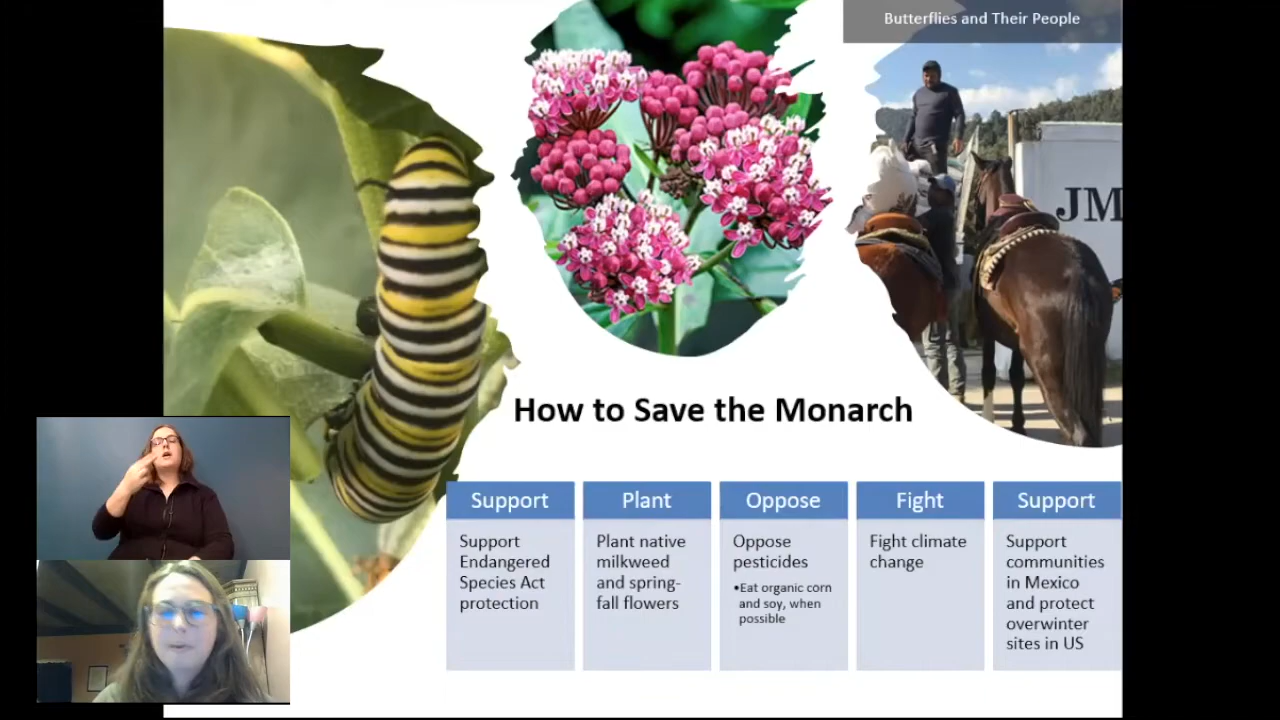 Butterflies and Their People
JM
How to Save the Monarch
Support
Support
Endangered
Species Act
protection
Plant
Plant native
milkweed
and spring-
fall flowers
Oppose
Oppose
pesticides
•Eat organic corn
and soy, when
possible
Fight
Fight climate
change
Support
Support
communities
in Mexico
and protect
overwinter
sites in US